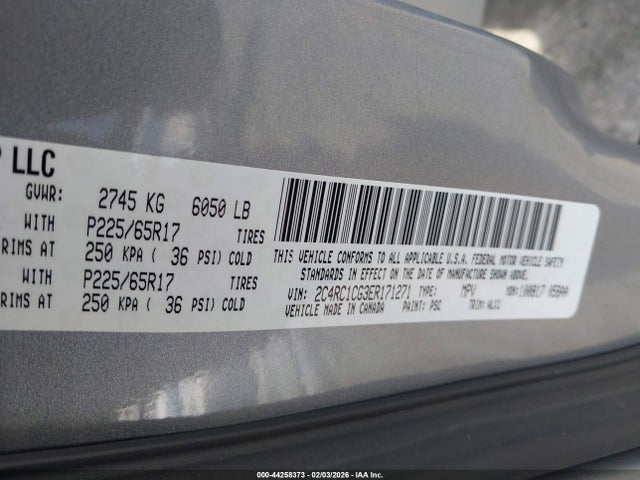 P LLC
GVWR: 2745 KG 6050 LB
WITH P225/65R17 TIRES
RIMS AT 250 KPA ( 36 PSI) COLD
WITH P225/65R17 TIRES
RIMS AT 250 KPA ( 36 PSI) COLD
THIS VEHICLE CONFORMS TO ALL APPLICABLE U.S.A. FEDERAL MOTOR VEHICLE SAFETY
STANDARDS IN EFFECT ON THE DATE OF MANUFACTURE SHOWN ABOVE.
VIN: 2C4RC1CG3ER171271 TYPE: MPV
VEHICLE MADE IN CANADA PAINT: PSC TRIM:
000-44258373 | 02/03/2026 | IAA Inc.